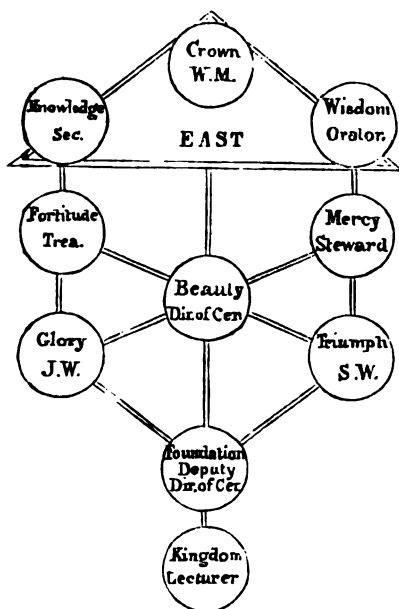 Crown
W.M.
Knowledge
Sec.
Wisdom
Orator.
EAST
Fortitude
Trea.
Mercy
Steward
Beauty
Dir. of Cer.
Glory
J.W.
Triumph
S.W.
Foundation
Deputy
Dir. of Cer.
Kingdom
Lecturer